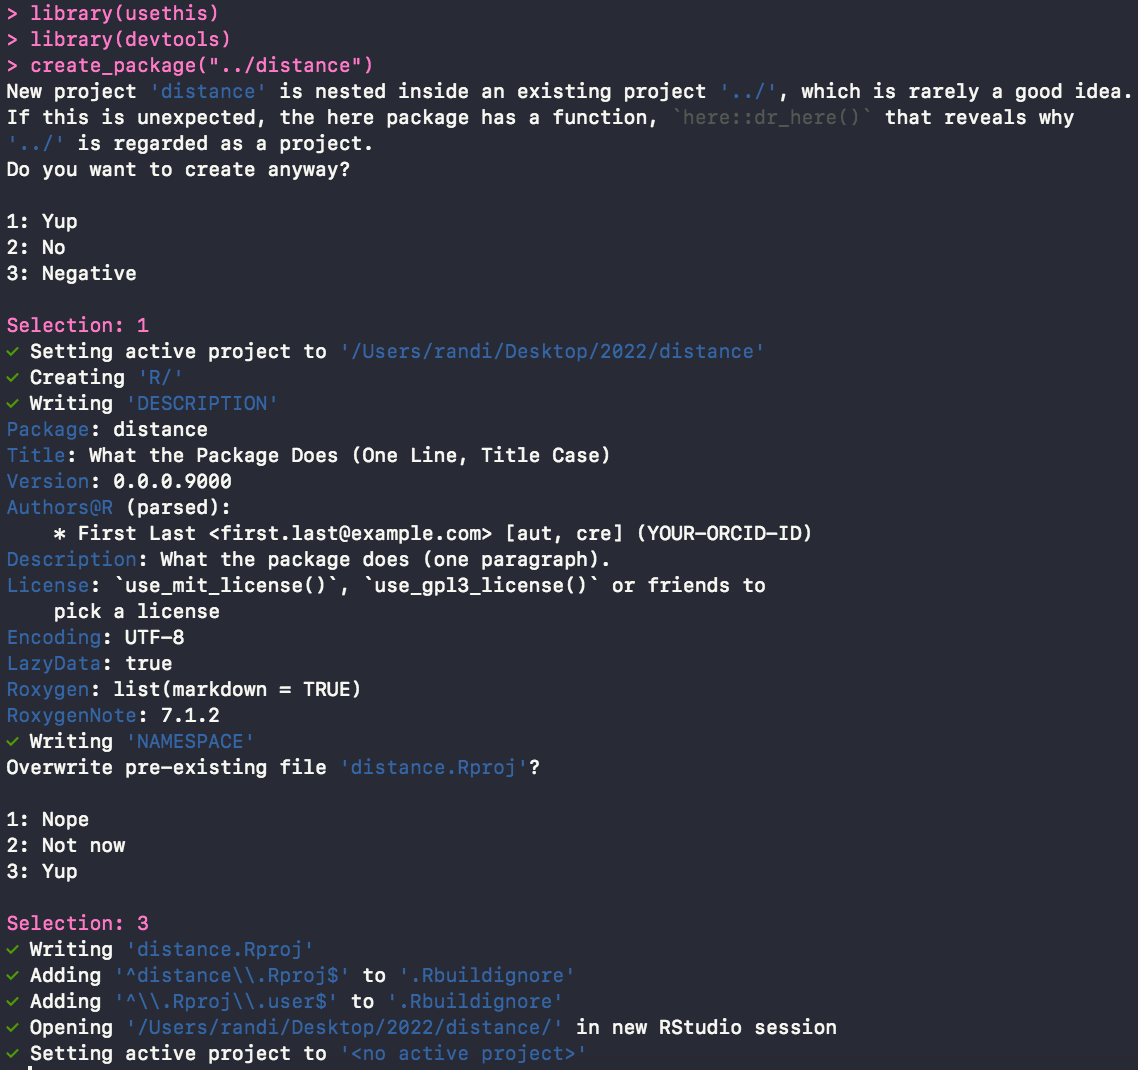 > library(usethis)
> library(devtools)
> create_package("../distance")
New project 'distance' is nested inside an existing project '../', which is rarely a good idea.
If this is unexpected, the here package has a function, `here::dr_here()` that reveals why
'../' is regarded as a project.
Do you want to create anyway?

1: Yup
2: No
3: Negative

Selection: 1
✓ Setting active project to '/Users/randi/Desktop/2022/distance'
✓ Creating 'R/'
✓ Writing 'DESCRIPTION'
Package: distance
Title: What the Package Does (One Line, Title Case)
Version: 0.0.0.9000
Authors@R (parsed):
    * First Last <first.last@example.com> [aut, cre] (YOUR-ORCID-ID)
Description: What the package does (one paragraph).
License: `use_mit_license()`, `use_gpl3_license()` or friends to
    pick a license
Encoding: UTF-8
LazyData: true
Roxygen: list(markdown = TRUE)
RoxygenNote: 7.1.2
✓ Writing 'NAMESPACE'
Overwrite pre-existing file 'distance.Rproj'?

1: Nope
2: Not now
3: Yup

Selection: 3
✓ Writing 'distance.Rproj'
✓ Adding '^distance\\.Rproj$' to '.Rbuildignore'
✓ Adding '^\\.Rproj\\.user$' to '.Rbuildignore'
✓ Opening '/Users/randi/Desktop/2022/distance/' in new RStudio session
✓ Setting active project to '<no active project>'